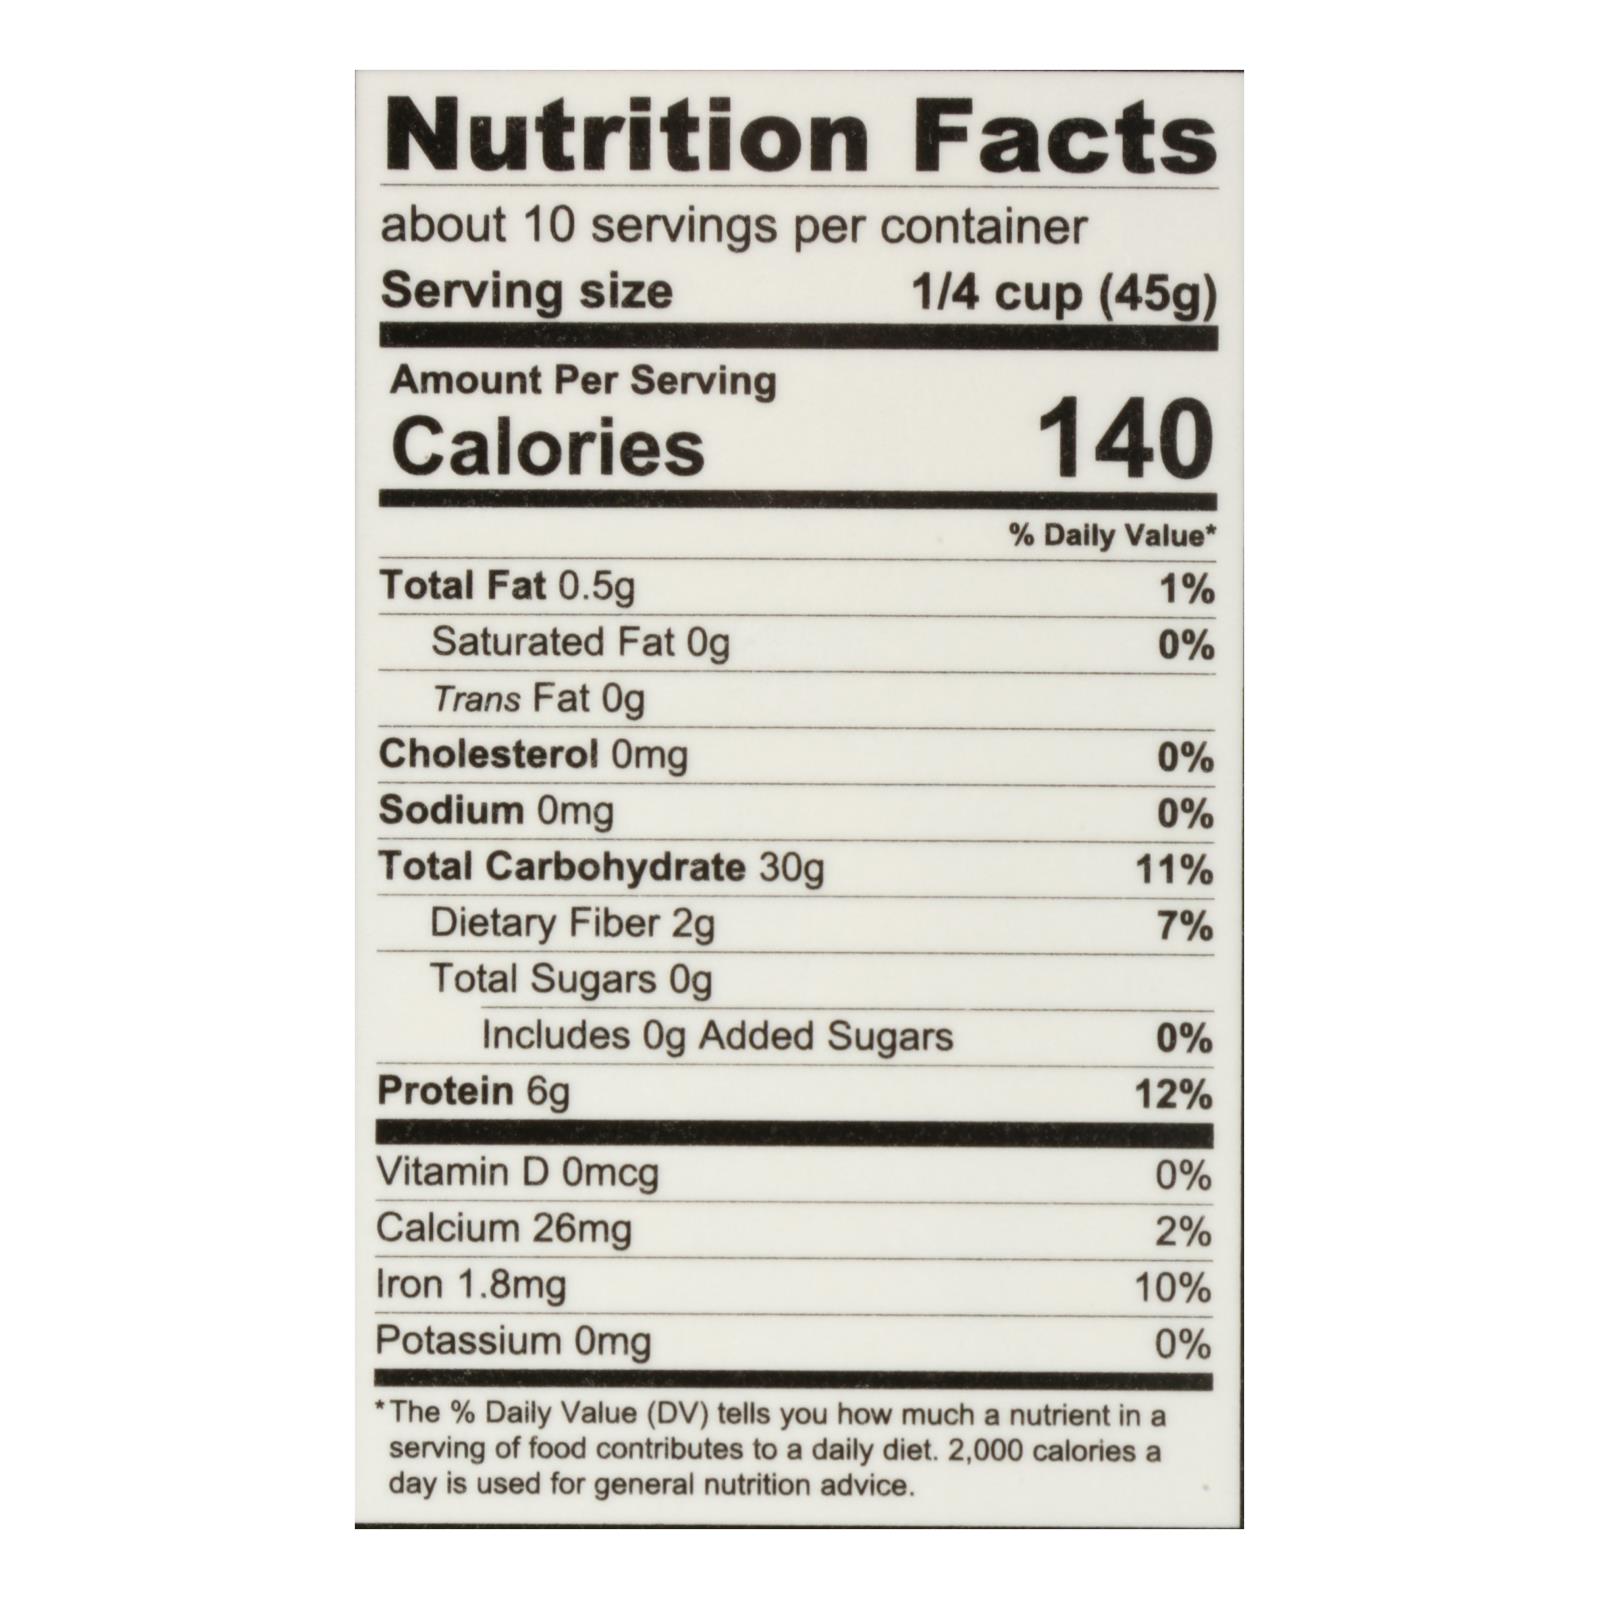 Nutrition Facts
about 10 servings per container
Serving size 1/4 cup (45g)
Amount Per Serving
Calories 140
% Daily Value*
Total Fat 0.5g 1%
Saturated Fat 0g 0%
Trans Fat 0g
Cholesterol 0mg 0%
Sodium 0mg 0%
Total Carbohydrate 30g 11%
Dietary Fiber 2g 7%
Total Sugars 0g
Includes 0g Added Sugars 0%
Protein 6g 12%
Vitamin D 0mcg 0%
Calcium 26mg 2%
Iron 1.8mg 10%
Potassium 0mg 0%
*The % Daily Value (DV) tells you how much a nutrient in a
serving of food contributes to a daily diet. 2,000 calories a
day is used for general nutrition advice.